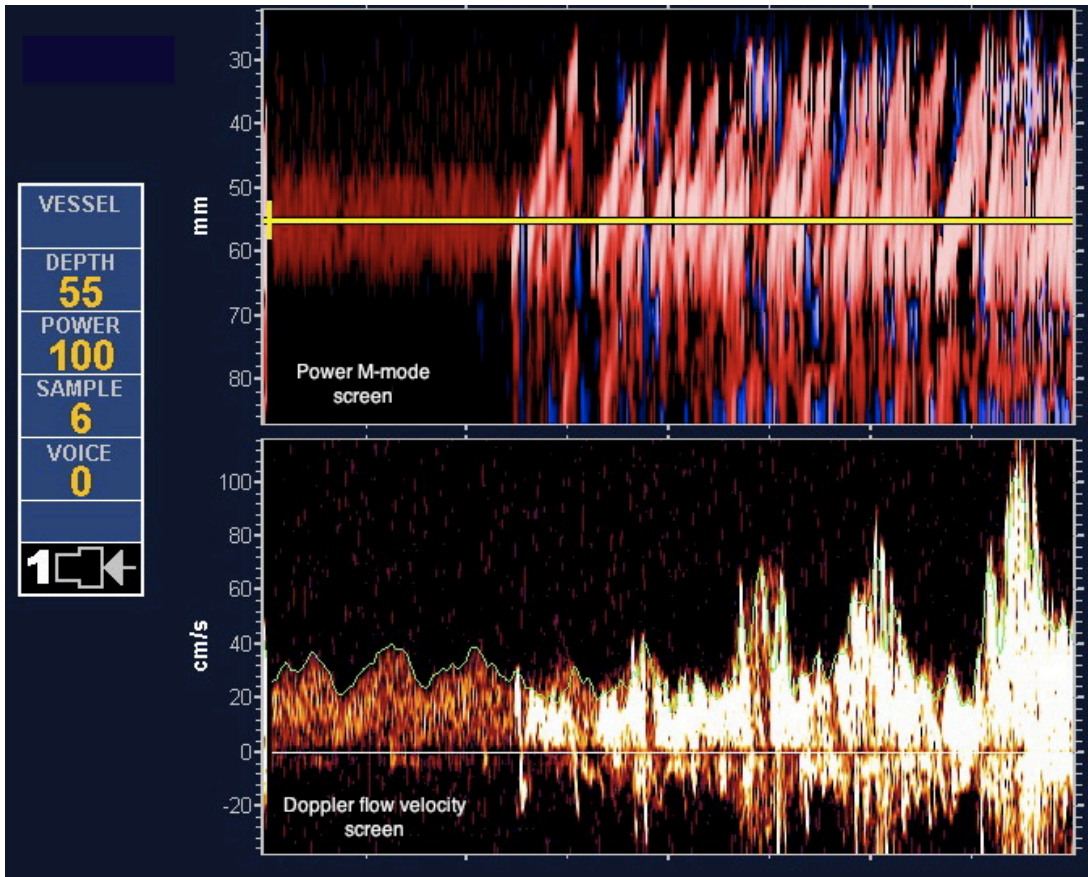 30
40
50
60
70
80
mm
Power M-mode
screen
VESSEL
DEPTH
55
POWER
100
SAMPLE
6
VOICE
0
1
100
80
60
40
20
0
-20
cm/s
Doppler flow velocity
screen